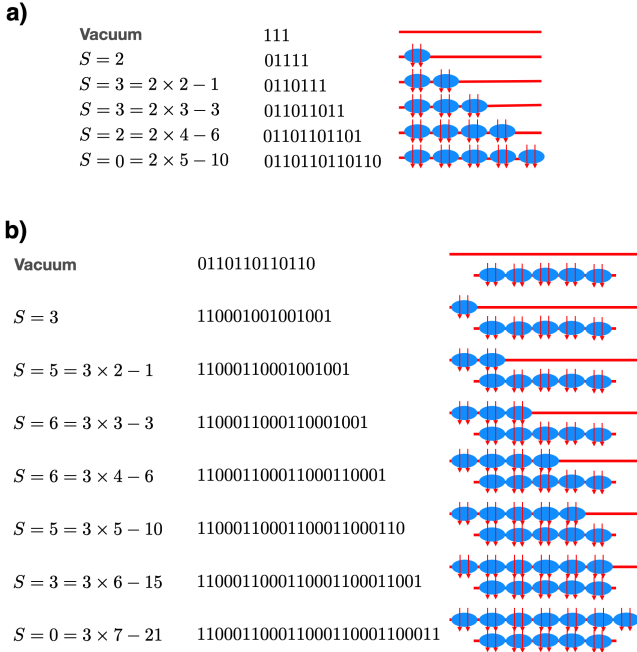 a)
Vacuum 111
S = 2 01111
S = 3 = 2 × 2 − 1 0110111
S = 3 = 2 × 3 − 3 011011011
S = 2 = 2 × 4 − 6 01101101101
S = 0 = 2 × 5 − 10 0110110110110
b)
Vacuum 0110110110110
S = 3 110001001001001
S = 5 = 3 × 2 − 1 11000110001001001
S = 6 = 3 × 3 − 3 1100011000110001001
S = 6 = 3 × 4 − 6 110001100011000110001
S = 5 = 3 × 5 − 10 11000110001100011000110
S = 3 = 3 × 6 − 15 1100011000110001100011001
S = 0 = 3 × 7 − 21 110001100011000110001100011